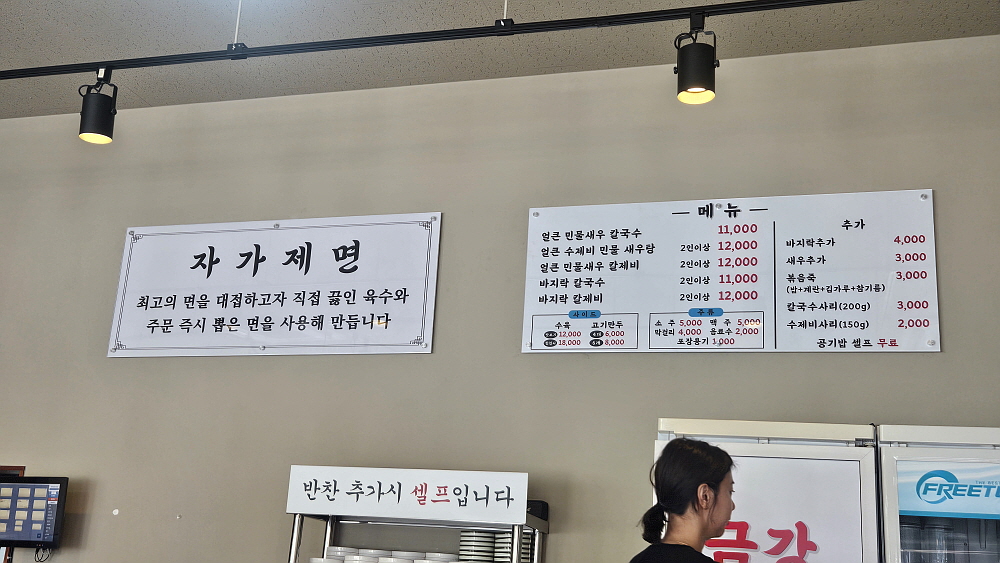 자가제면
최고의 면을 대접하고자 직접 끓인 육수와
주문 즉시 뽑은 면을 사용해 만듭니다
메뉴
얼큰 민물새우 칼국수 11,000
얼큰 수제비 민물 새우탕 2인이상 12,000
얼큰 민물새우 칼제비 2인이상 12,000
바지락 칼국수 2인이상 11,000
바지락 칼제비 2인이상 12,000
사이드
수육 고기만두
12,000 6,000
18,000 8,000
주류
소주 5,000 맥주 5,000
막걸리 4,000 음료수 2,000
포장용기 1,000
추가
바지락추가 4,000
새우추가 3,000
볶음죽 3,000
(밥+계란+김가루+참기름)
칼국수사리(200g) 3,000
수제비사리(150g) 2,000
공기밥 셀프 무료
반찬 추가시 셀프입니다
금강